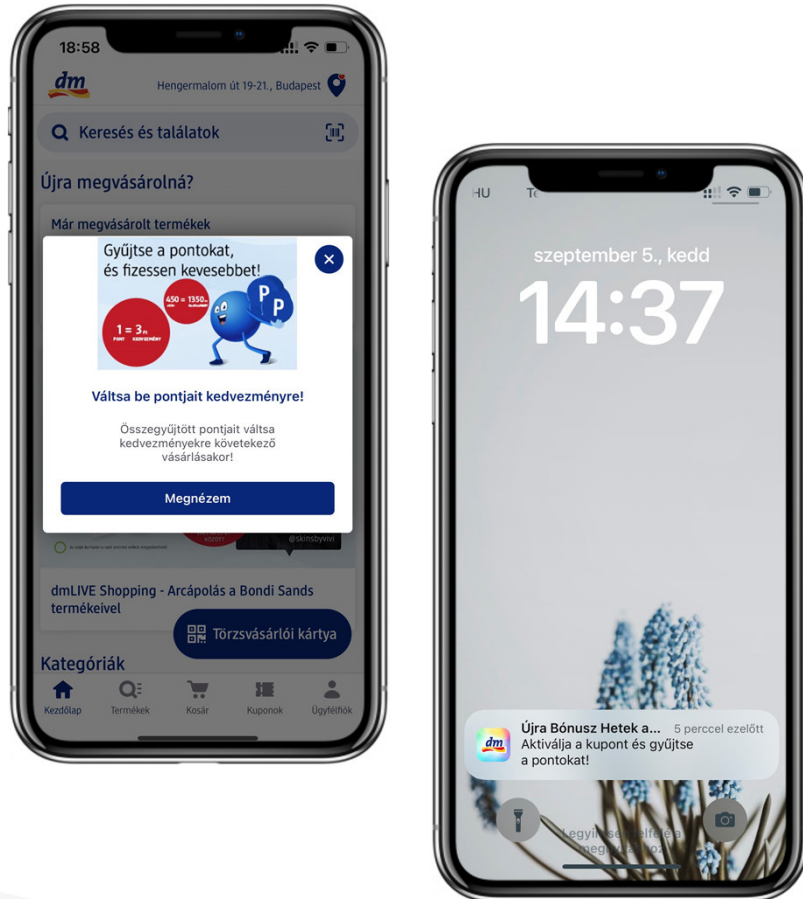 18:58
dm
Hengermalom út 19-21., Budapest
Keresés és találatok
Újra megvásárolná?
Már megvásárolt termékek
Gyűjtse a pontokat,
és fizessen kevesebbet!
450 = 1350
P
P
1 = 3 Ft
PONT KEDVEZMÉNY
Váltsa be pontjait kedvezményre!
Összegyűjtött pontjait váltsa
kedvezményekre követekező
vásárlásakor!
Megnézem
KÖZÖTT
@skinsbyvivi
dmLIVE Shopping - Arcápolás a Bondi Sands
termékeivel
Törzsvásárlói kártya
Kategóriák
Kezdőlap
Termékek
Kosár
Kuponok
Ügyfélfiók
HU
szeptember 5., kedd
14:37
dm
Újra Bónusz Hetek a... 5 perccel ezelőtt
Aktiválja a kupont és gyűjtse
a pontokat!